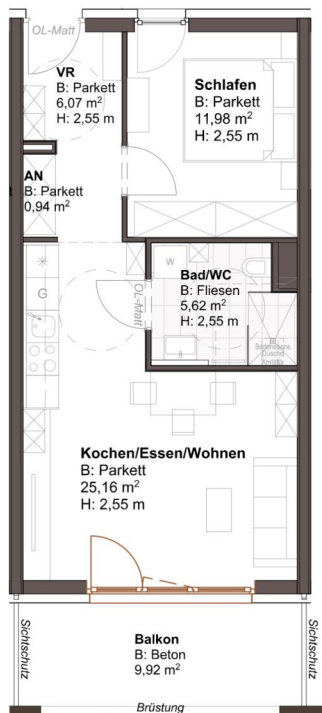 OL-Matt
VR
B: Parkett
6,07 m²
H: 2,55 m
Schlafen
B: Parkett
11,98 m²
H: 2,55 m
AN
B: Parkett
0,94 m²
Bad/WC
B: Fliesen
5,62 m²
H: 2,55 m
W
G
OL-Matt
Dusche
Kochen/Essen/Wohnen
B: Parkett
25,16 m²
H: 2,55 m
Sichtschutz
Balkon
B: Beton
9,92 m²
Sichtschutz
Brüstung